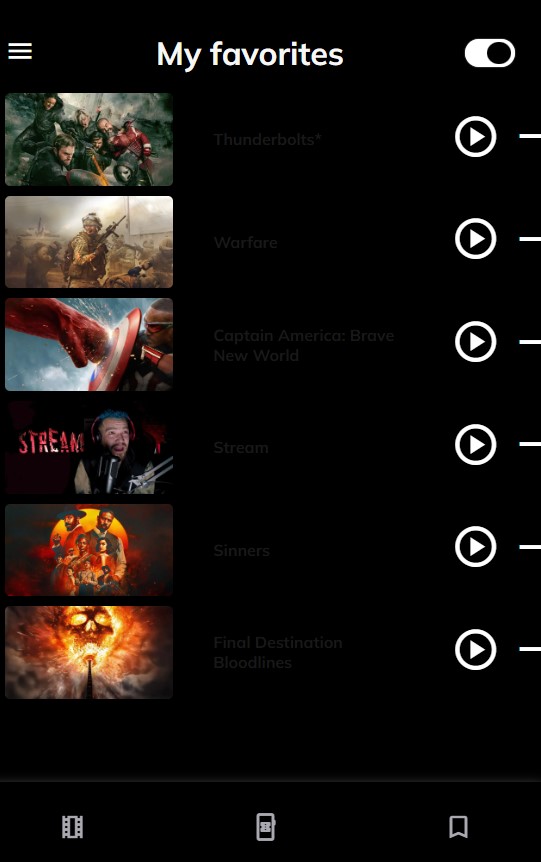 My favorites
Thunderbolts*
Warfare
Captain America: Brave
New World
STREAM
Stream
Sinners
Final Destination
Bloodlines